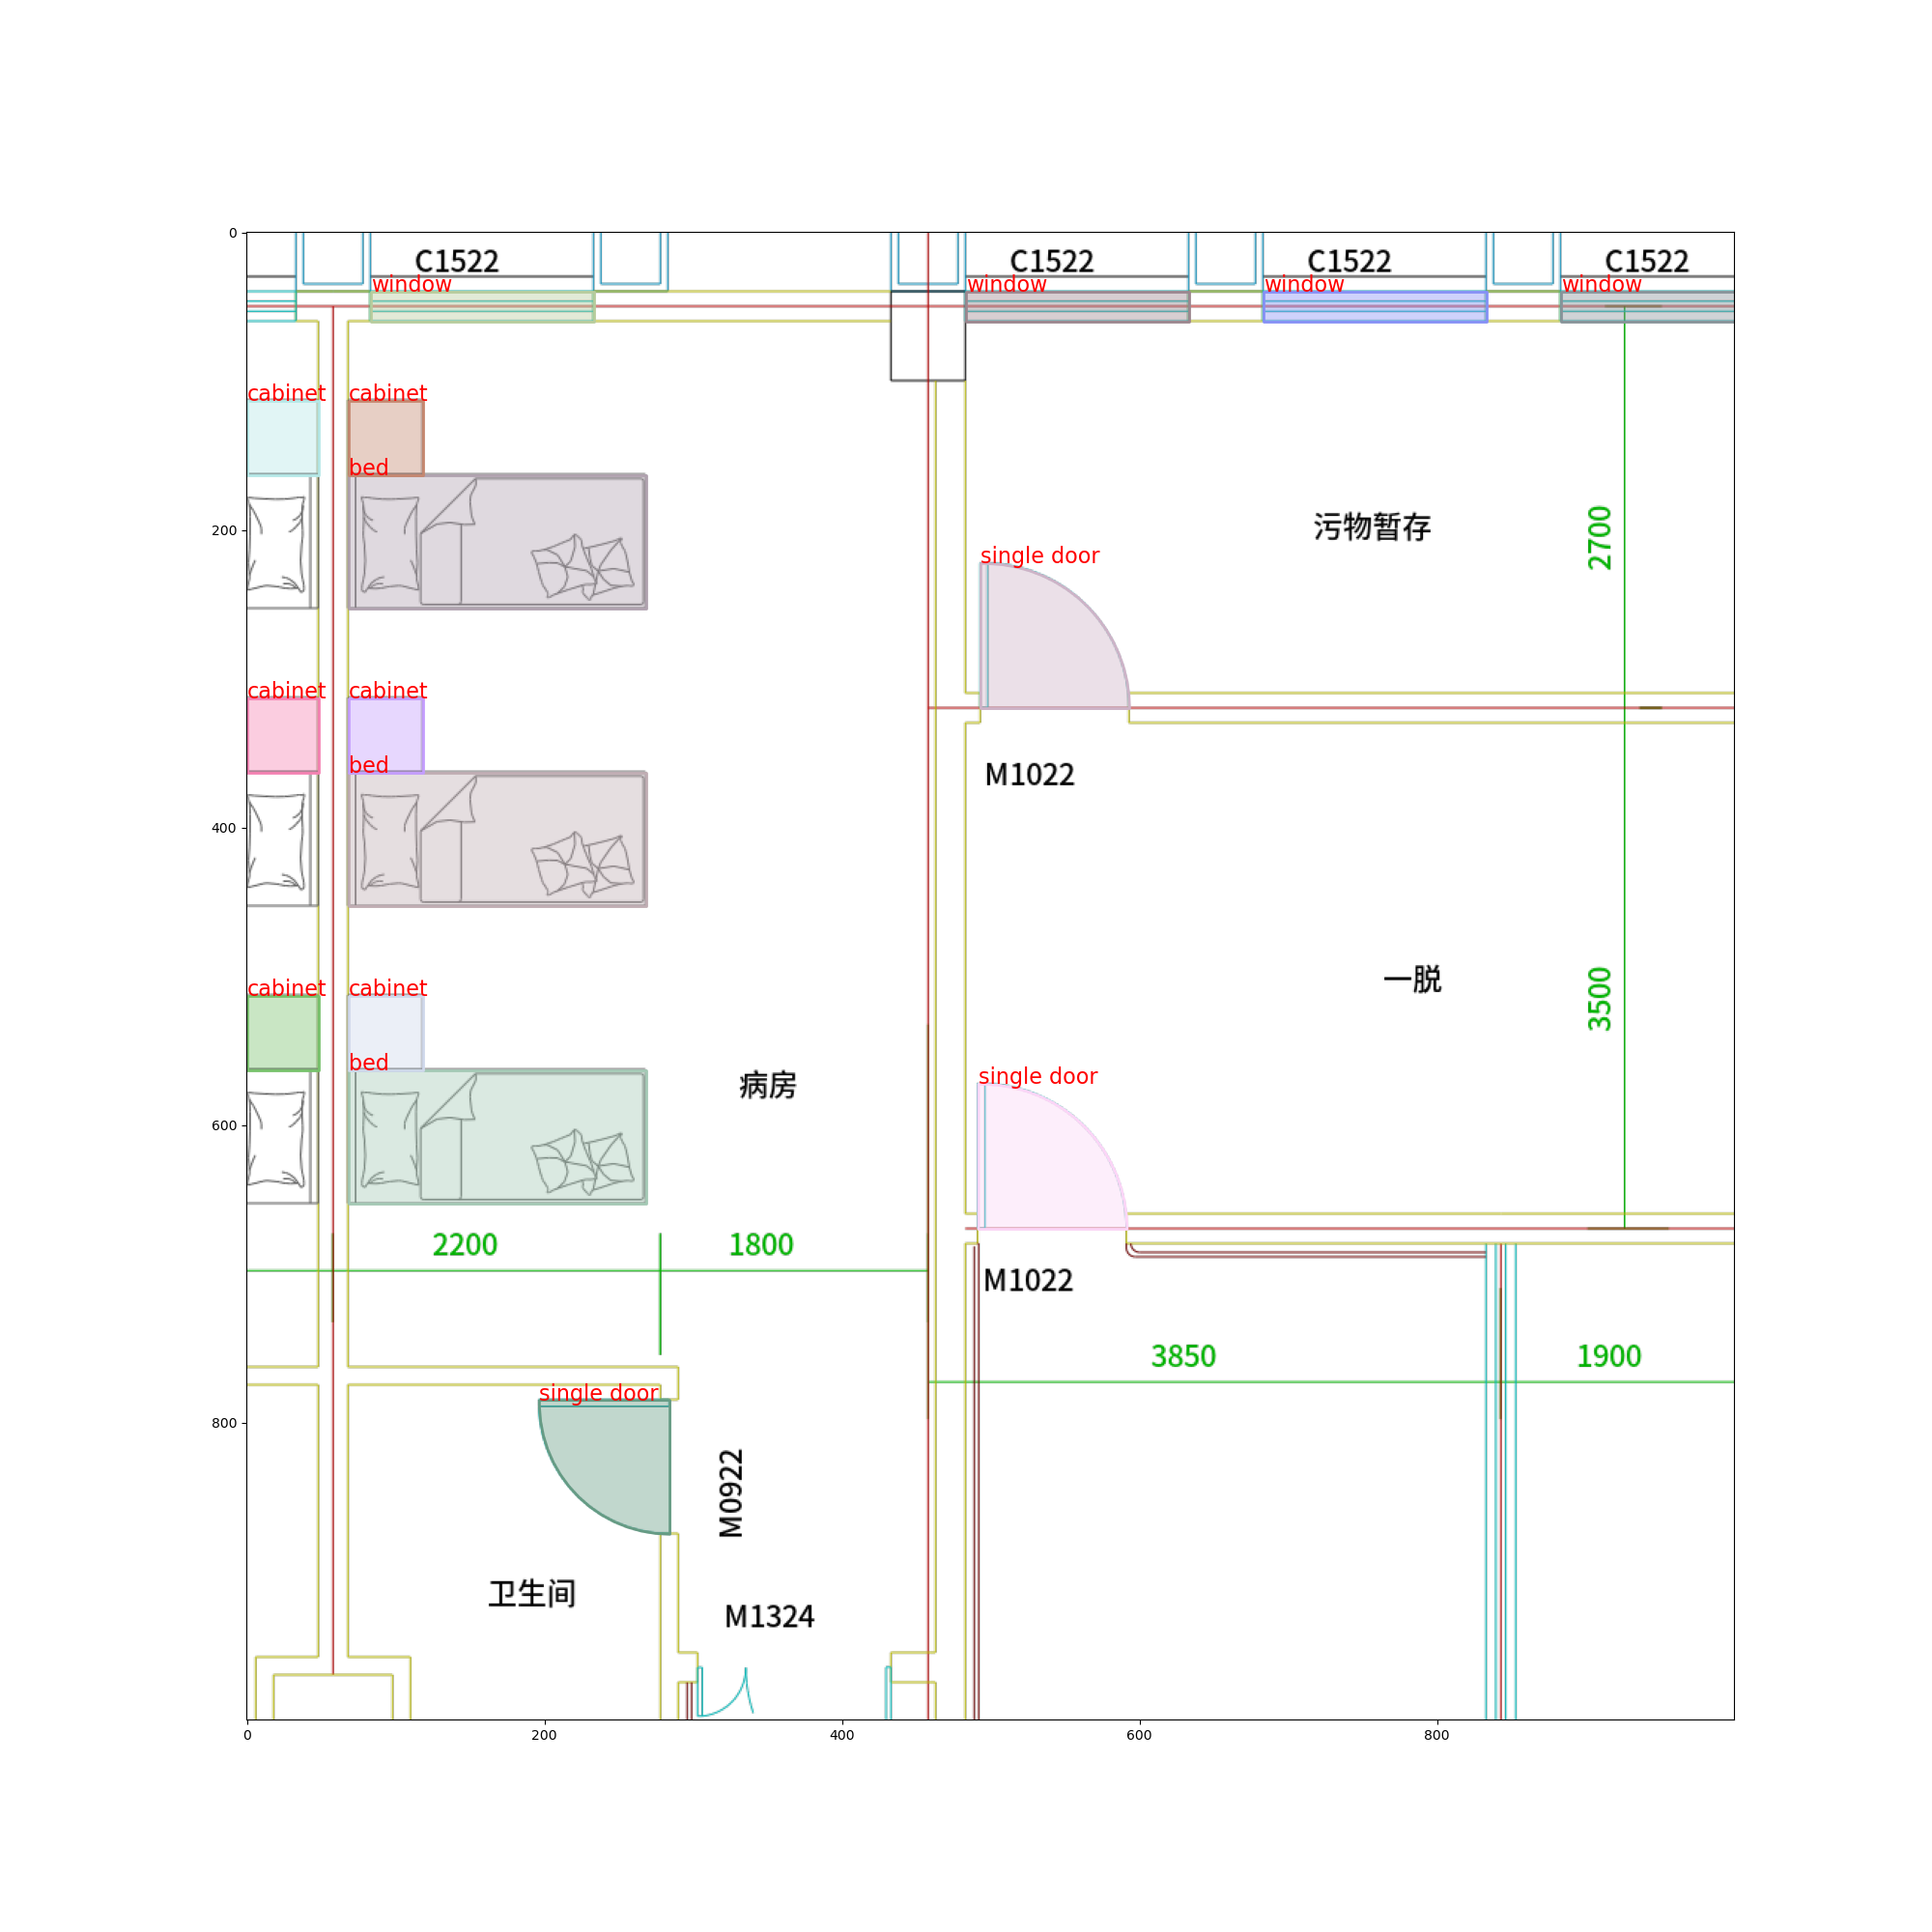 0
C1522
C1522
C1522
C1522
window
window
window
window
cabinet
cabinet
bed
200
污物暂存
2700
single door
cabinet
cabinet
bed
M1022
400
一脱
3500
cabinet
cabinet
bed
病房
single door
600
2200
1800
M1022
3850
1900
single door
800
M0922
卫生间
M1324
0
200
400
600
800